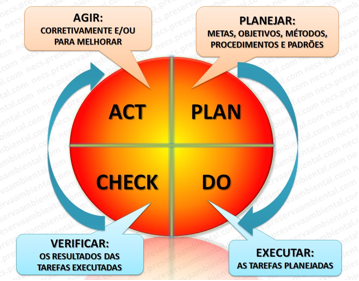 AGIR:
CORRETIVAMENTE E/OU
PARA MELHORAR
PLANEJAR:
METAS, OBJETIVOS, MÉTODOS,
PROCEDIMENTOS E PADRÕES
ACT
PLAN
CHECK
DO
VERIFICAR:
OS RESULTADOS DAS
TAREFAS EXECUTADAS
EXECUTAR:
AS TAREFAS PLANEJADAS